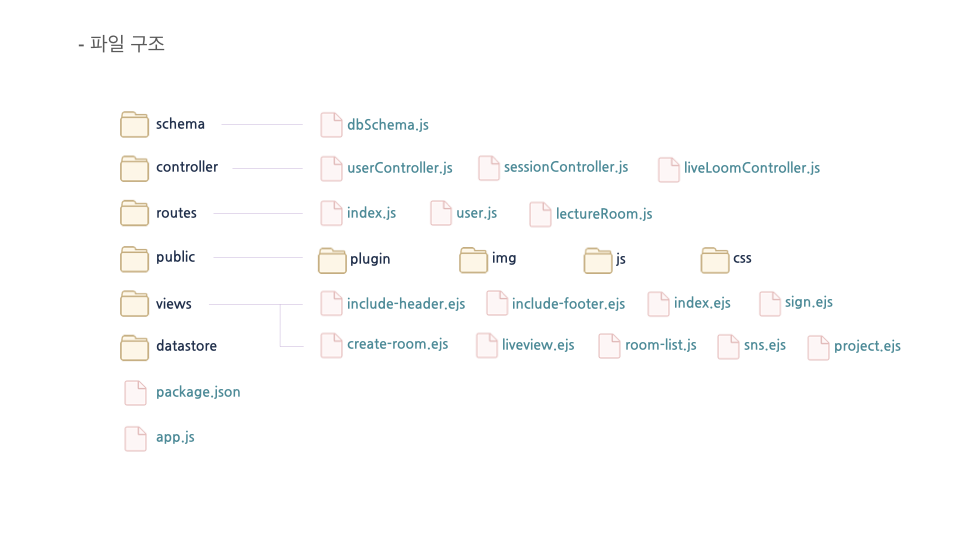 - 파일 구조
schema dbSchema.js
controller userController.js sessionController.js liveLoomController.js
routes index.js user.js lectureRoom.js
public plugin img js css
views include-header.ejs include-footer.ejs index.ejs sign.ejs
datastore create-room.ejs liveview.ejs room-list.js sns.ejs project.ejs
package.json
app.js